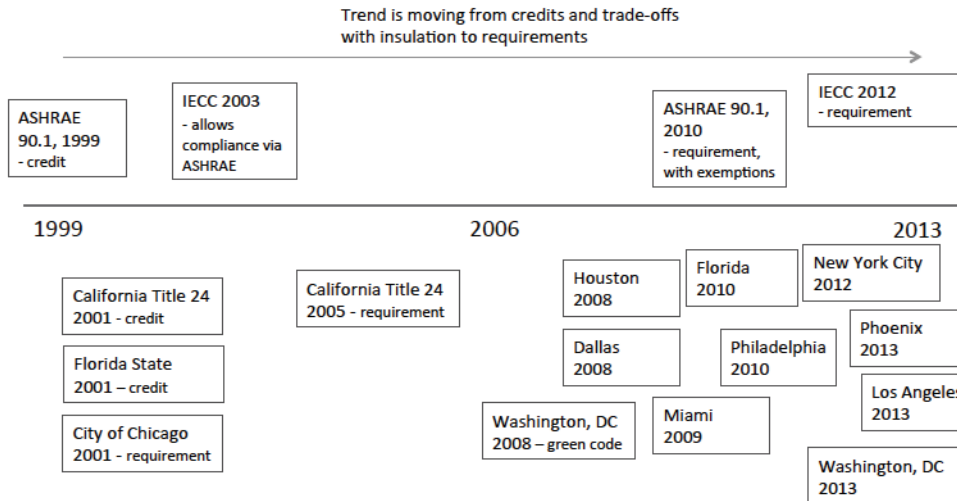 Trend is moving from credits and trade-offs
with insulation to requirements
ASHRAE
90.1, 1999
- credit
IECC 2003
- allows
compliance via
ASHRAE
ASHRAE 90.1,
2010
- requirement,
with exemptions
IECC 2012
- requirement
1999
2006
2013
California Title 24
2001 - credit
Florida State
2001 – credit
City of Chicago
2001 - requirement
California Title 24
2005 - requirement
Houston
2008
Dallas
2008
Washington, DC
2008 – green code
Florida
2010
Philadelphia
2010
Miami
2009
New York City
2012
Phoenix
2013
Los Angeles
2013
Washington, DC
2013